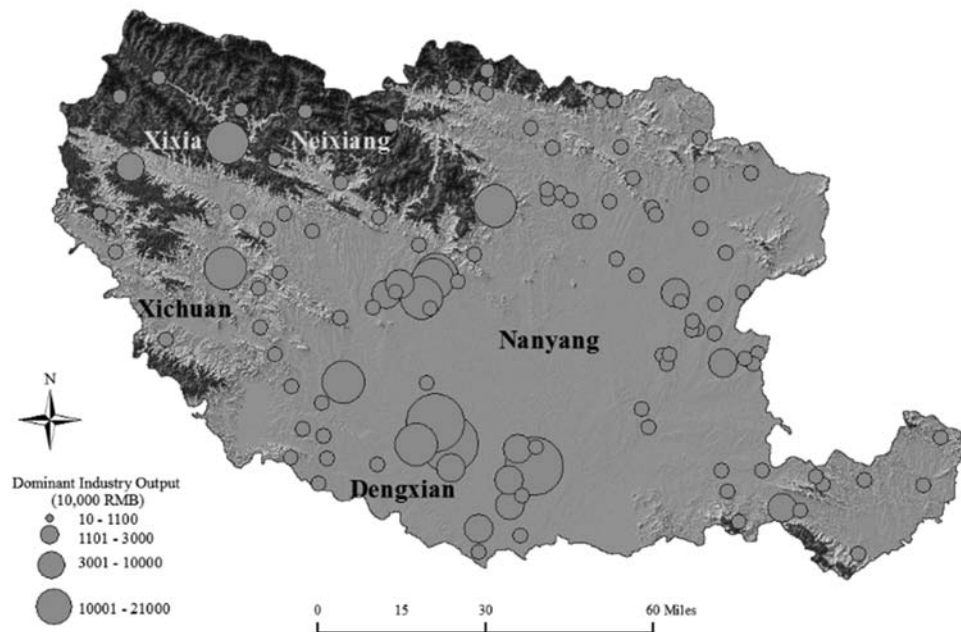 Xixia
Neixiang
Xichuan
Nanyang
N
Dengxian
Dominant Industry Output
(10,000 RMB)
10 - 1100
1101 - 3000
3001 - 10000
10001 - 21000
0 15 30 60 Miles